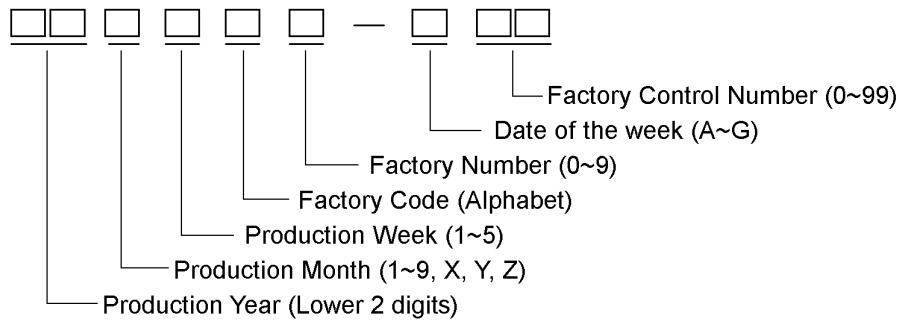 Factory Control Number (0~99)
Date of the week (A~G)
Factory Number (0~9)
Factory Code (Alphabet)
Production Week (1~5)
Production Month (1~9, X, Y, Z)
Production Year (Lower 2 digits)